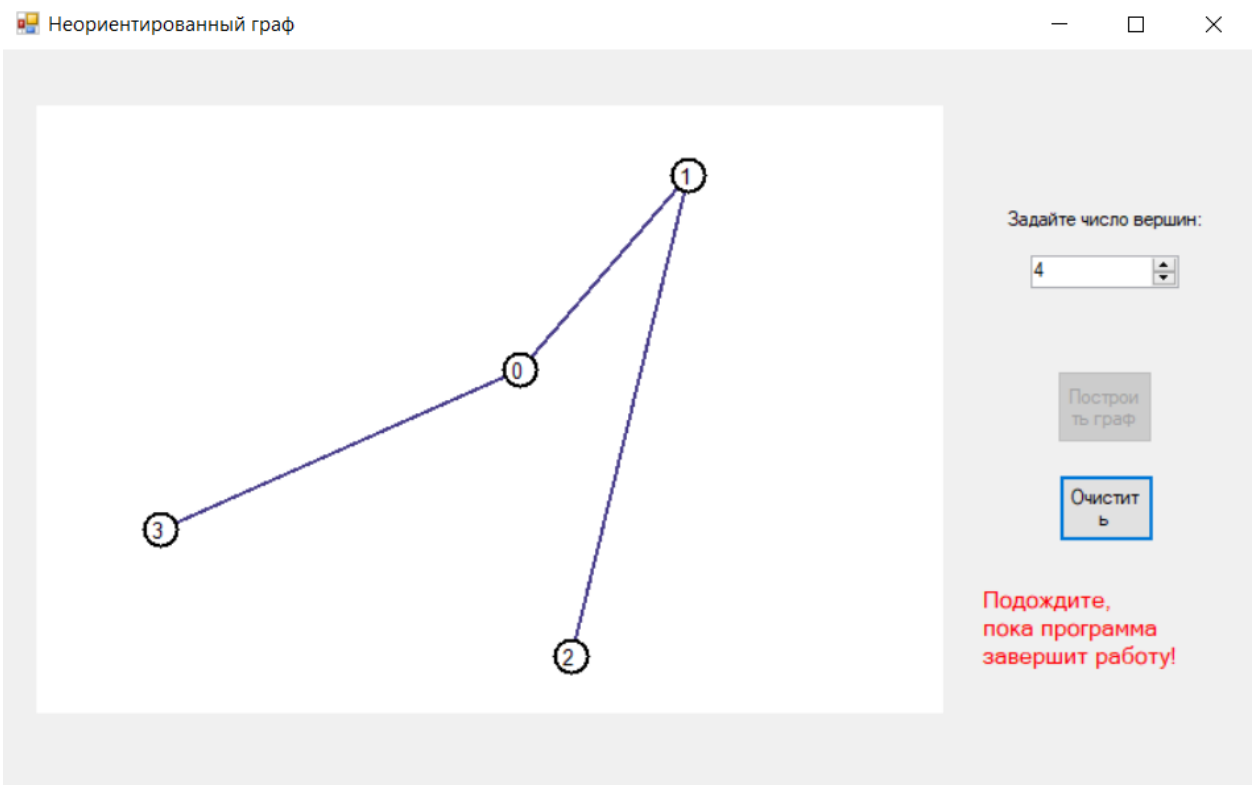 Неориентированный граф
1
Задайте число вершин:
4
0
Построи
ть граф
Очистит
ь
3
Подождите,
пока программа
завершит работу!
2